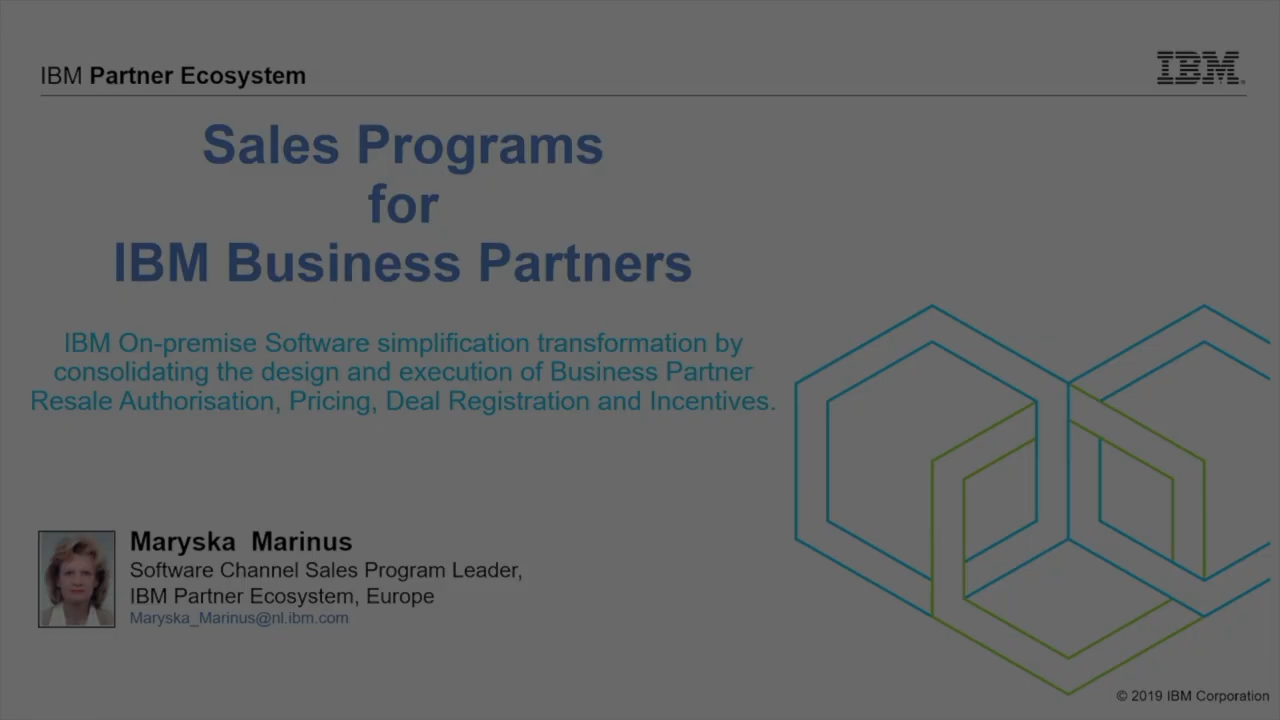 IBM Partner Ecosystem
IBM
Sales Programs
for
IBM Business Partners
IBM On-premise Software simplification transformation by
consolidating the design and execution of Business Partner
Resale Authorisation, Pricing, Deal Registration and Incentives.
Maryska Marinus
Software Channel Sales Program Leader,
IBM Partner Ecosystem, Europe
Maryska_Marinus@nl.ibm.com
© 2019 IBM Corporation